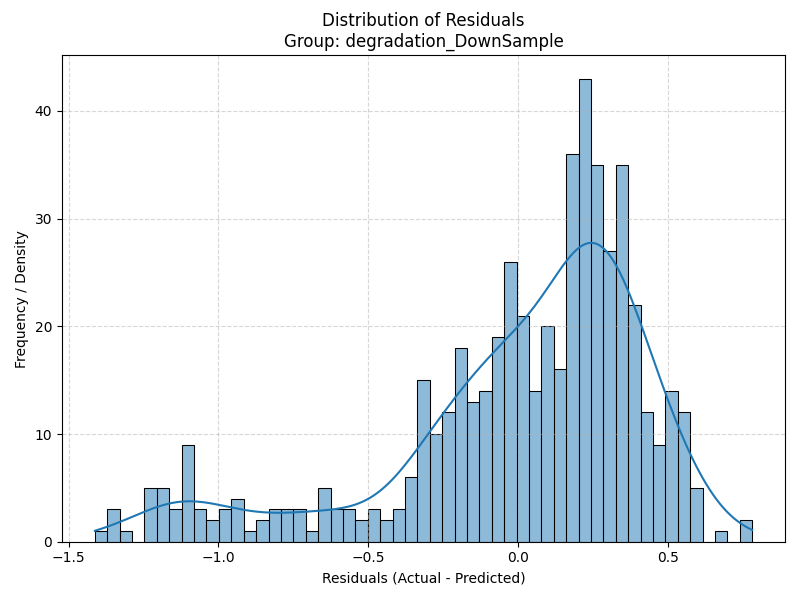 Distribution of Residuals
Group: degradation_DownSample
Frequency / Density
40
30
20
10
0
−1.5
−1.0
−0.5
0.0
0.5
Residuals (Actual - Predicted)